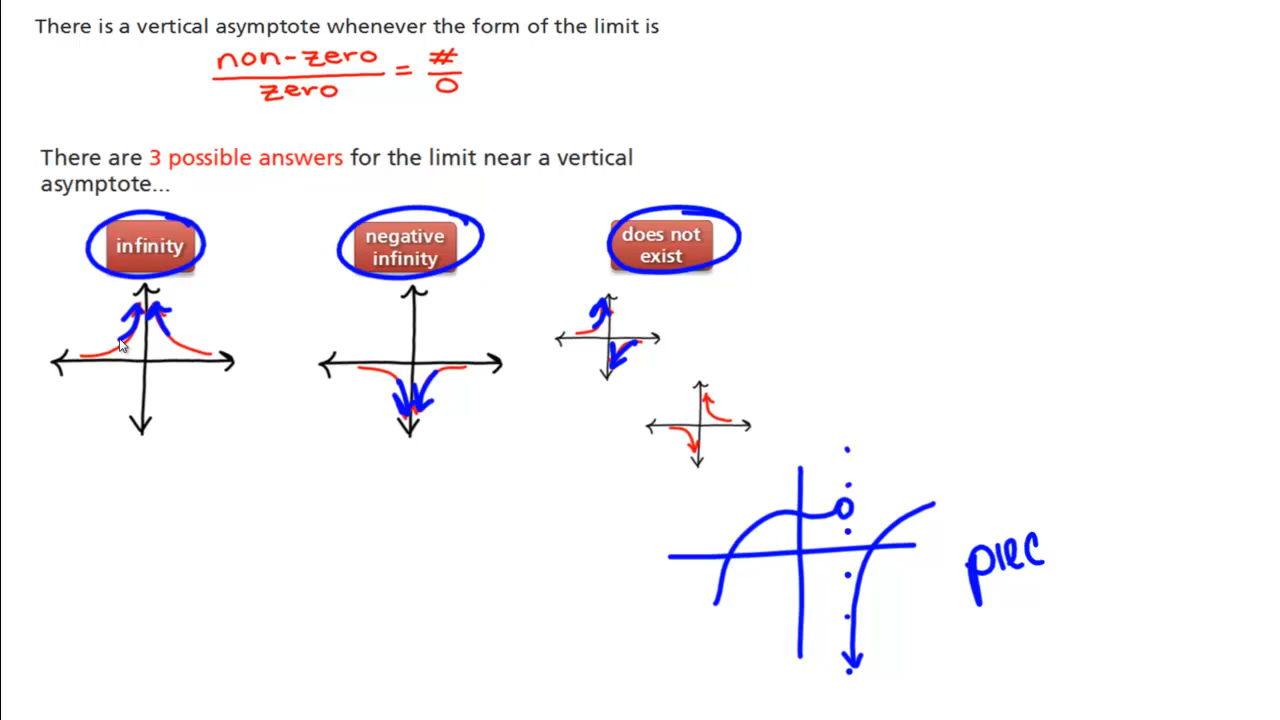 There is a vertical asymptote whenever the form of the limit is
non-zero
zero
= #
0
There are 3 possible answers for the limit near a vertical
asymptote...
infinity
negative
infinity
does not
exist
piec